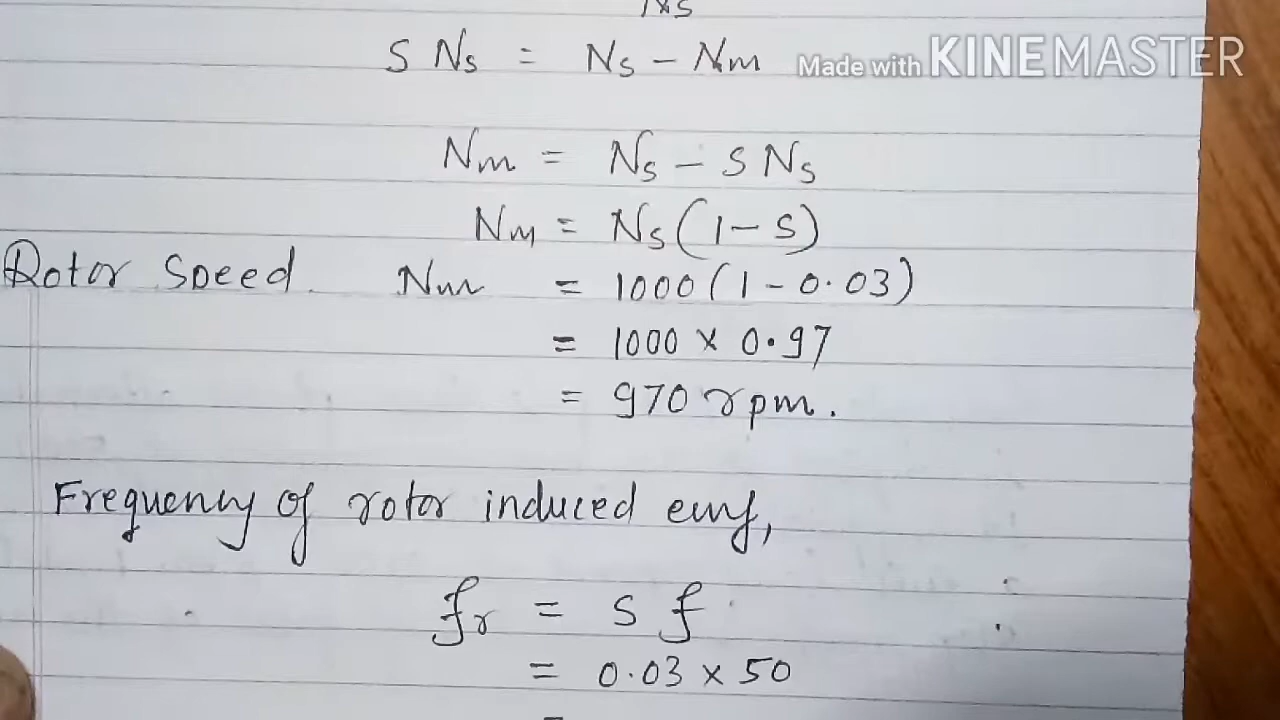 S Ns = Ns - Nm
Made with KINEMASTER
Nm = Ns - S Ns
Nm = Ns (1 - S)
Rotor Speed. Nm = 1000 (1 - 0.03)
= 1000 × 0.97
= 970 rpm.
Frequency of rotor induced emf,
fr = s f
= 0.03 × 50
=